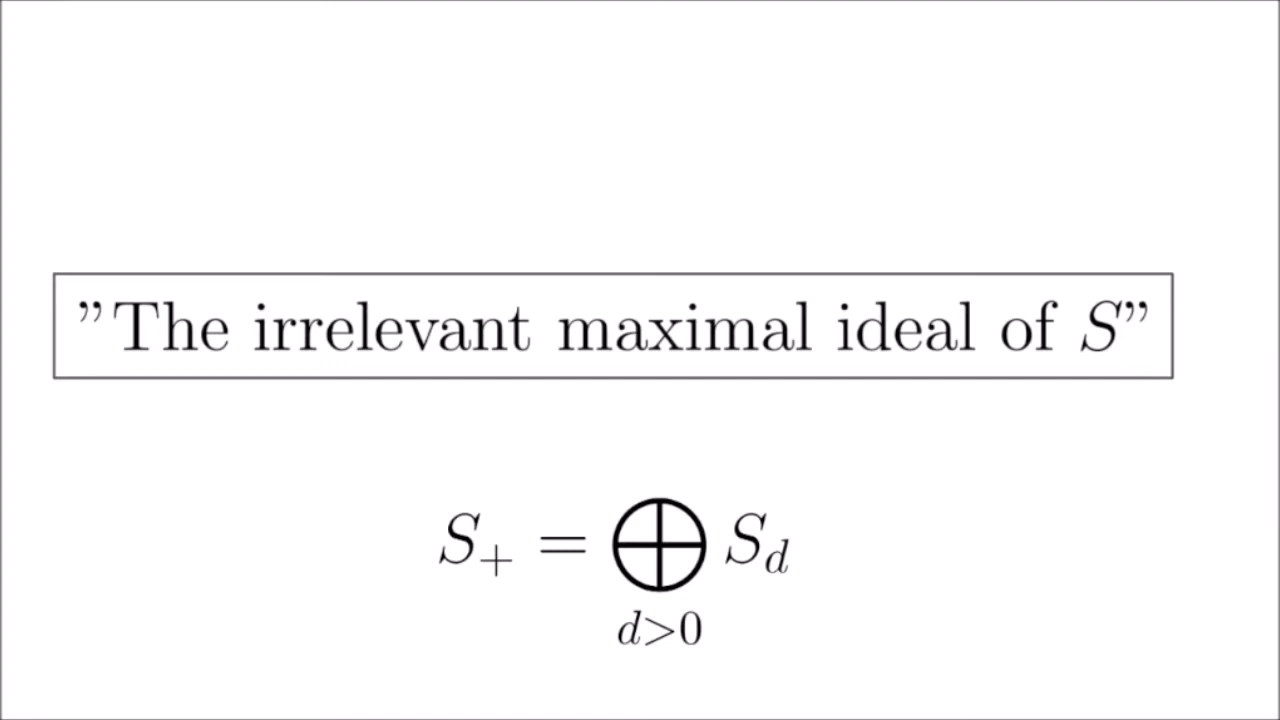 ”The irrelevant maximal ideal of S”
S₊ = ⨁ S_d
d>0